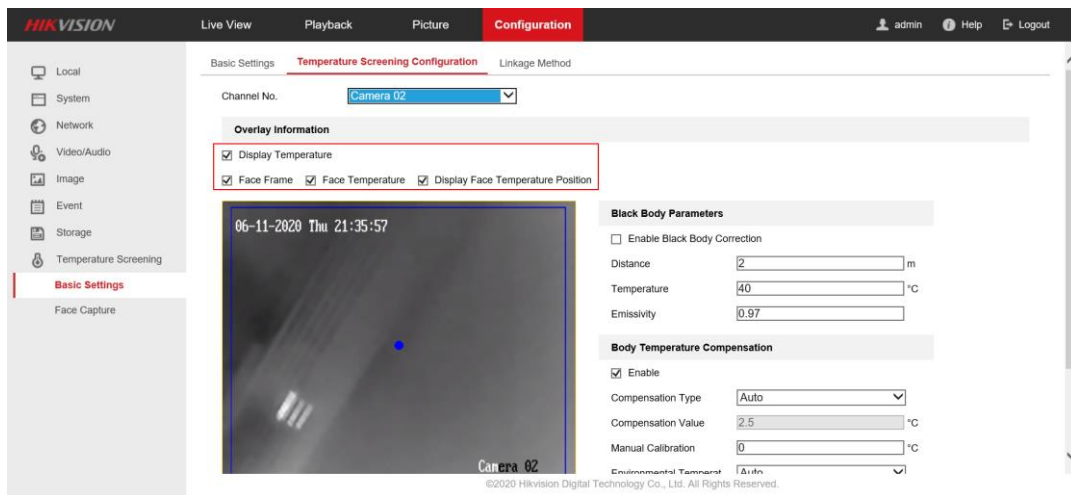 HIKVISION Live View Playback Picture Configuration admin Help Logout
Local
System
Network
Video/Audio
Image
Event
Storage
Temperature Screening
Basic Settings
Face Capture
Basic Settings Temperature Screening Configuration Linkage Method
Channel No. Camera 02
Overlay Information
Display Temperature
Face Frame Face Temperature Display Face Temperature Position
06-11-2020 Thu 21:35:57
Camera 02
Black Body Parameters
Enable Black Body Correction
Distance 2 m
Temperature 40 °C
Emissivity 0.97
Body Temperature Compensation
Enable
Compensation Type Auto
Compensation Value 2.5 °C
Manual Calibration 0 °C
Environmental Temperat Auto
©2020 Hikvision Digital Technology Co., Ltd. All Rights Reserved.